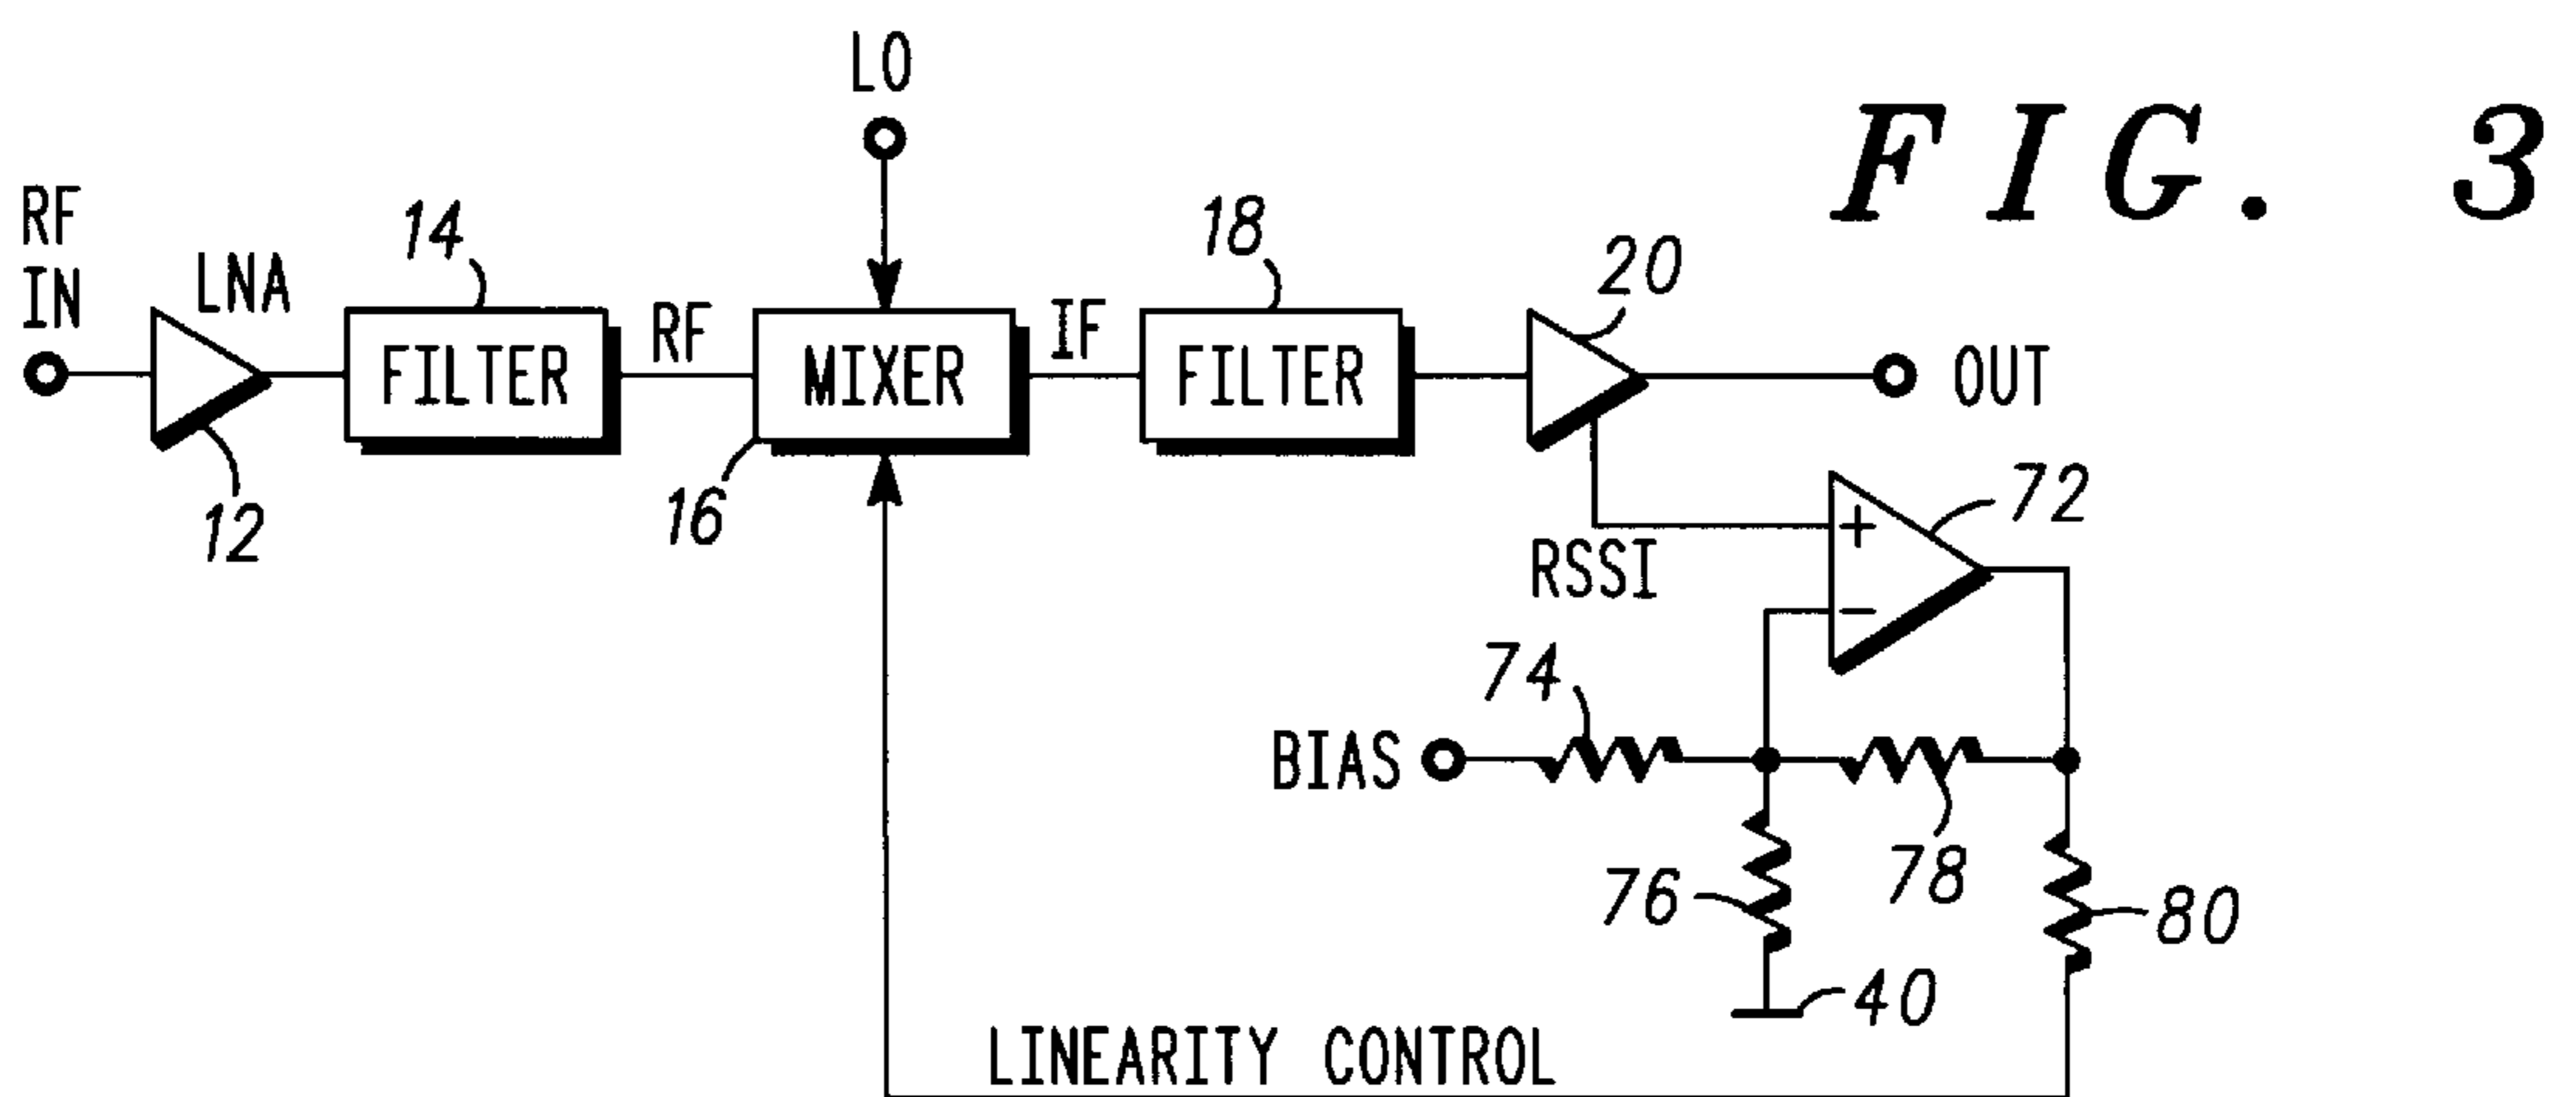 FIG. 3
LO
RF
IN
LNA
14
FILTER
12
RF
MIXER
16
IF
18
FILTER
20
OUT
RSSI
+
−
72
BIAS
74
76
78
80
40
LINEARITY CONTROL